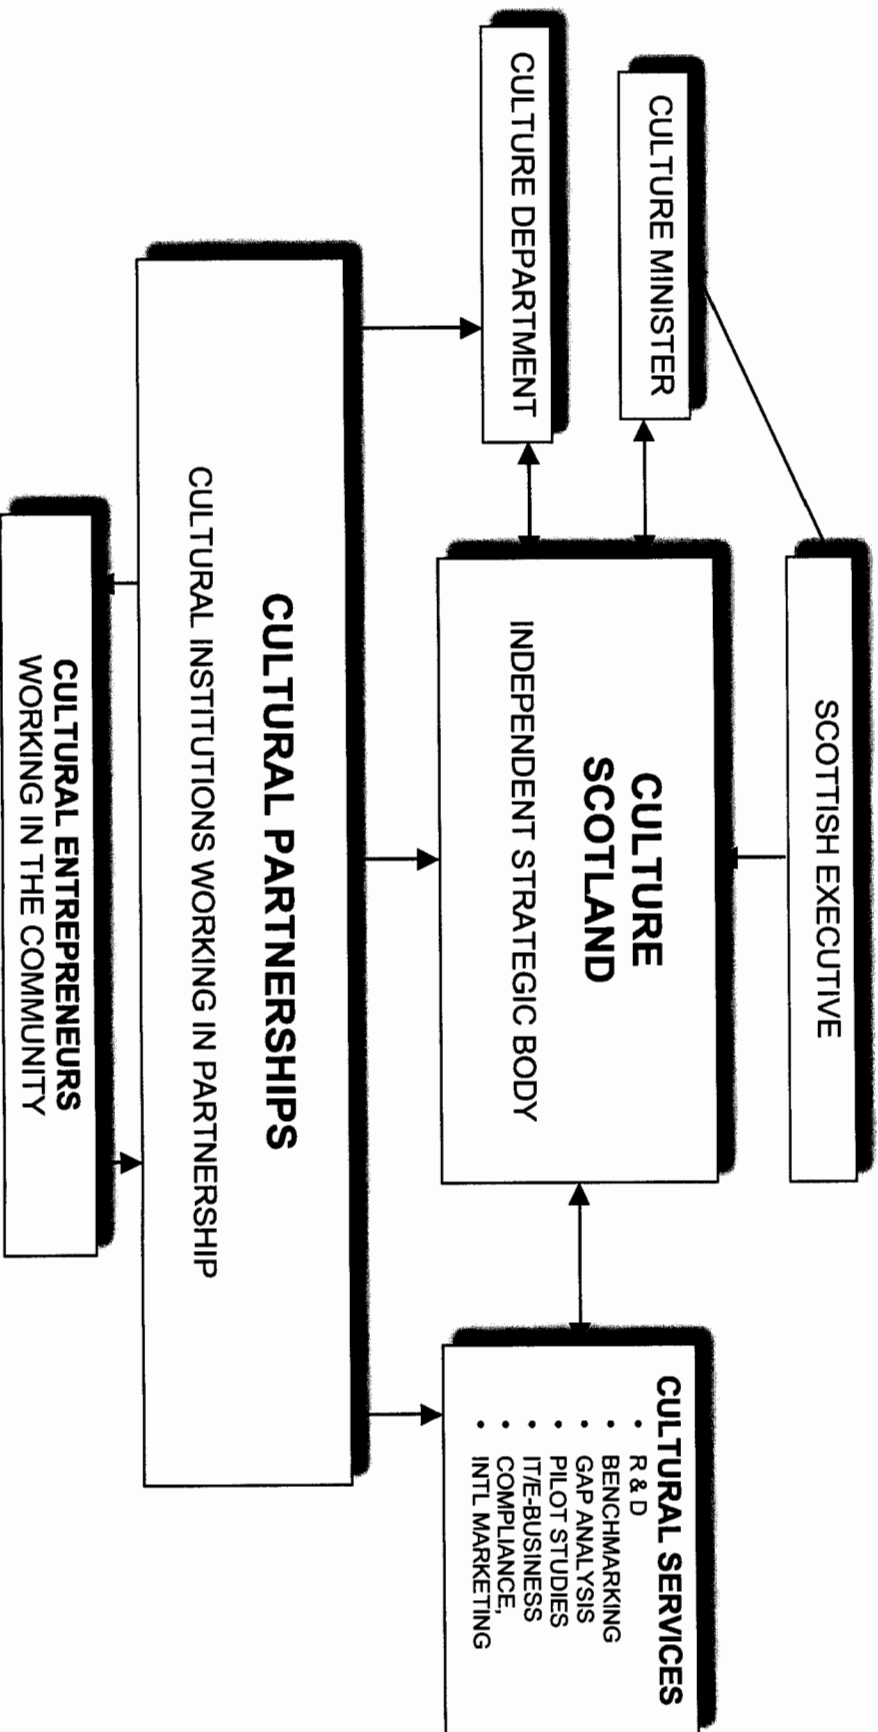 SCOTTISH EXECUTIVE
CULTURE MINISTER
CULTURE DEPARTMENT
CULTURE
SCOTLAND
INDEPENDENT STRATEGIC BODY
CULTURAL SERVICES
• R & D
• BENCHMARKING
• GAP ANALYSIS
• PILOT STUDIES
• IT/E-BUSINESS
• COMPLIANCE,
• INTL MARKETING
CULTURAL PARTNERSHIPS
CULTURAL INSTITUTIONS WORKING IN PARTNERSHIP
CULTURAL ENTREPRENEURS
WORKING IN THE COMMUNITY